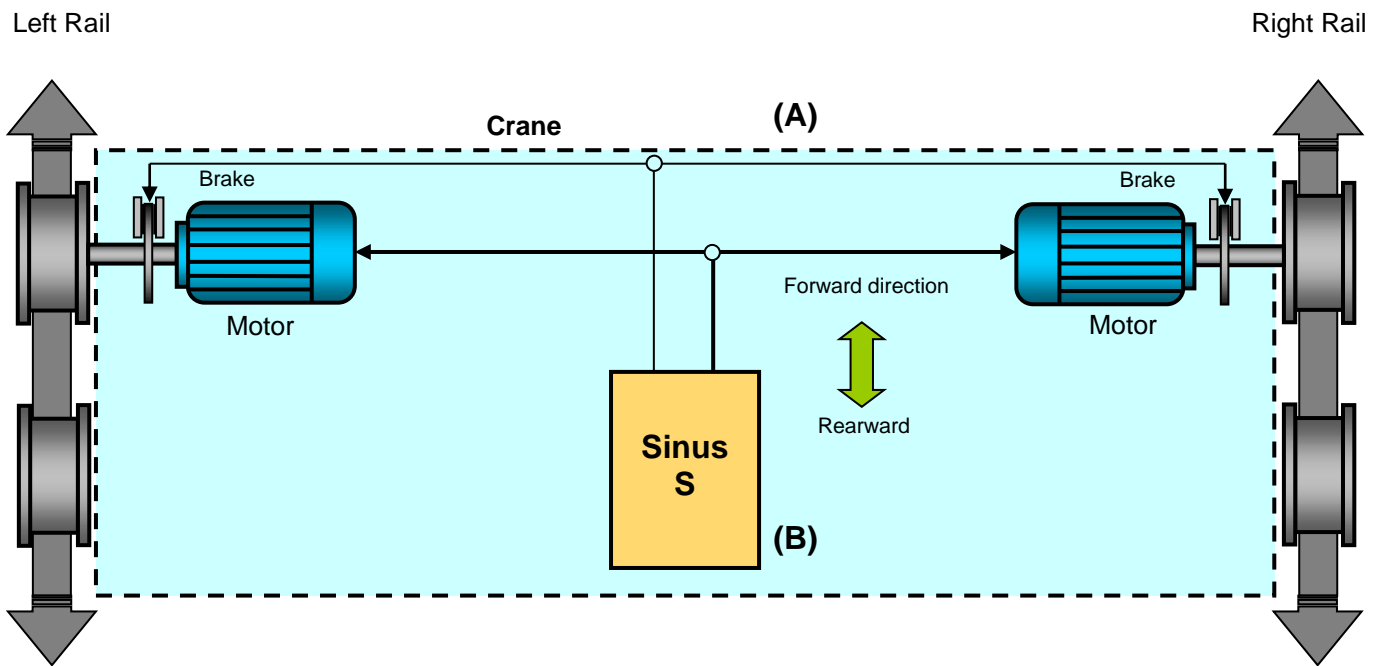 Left Rail
Right Rail
Crane
(A)
Brake
Brake
Forward direction
Motor
Motor
Rearward
Sinus
S
(B)